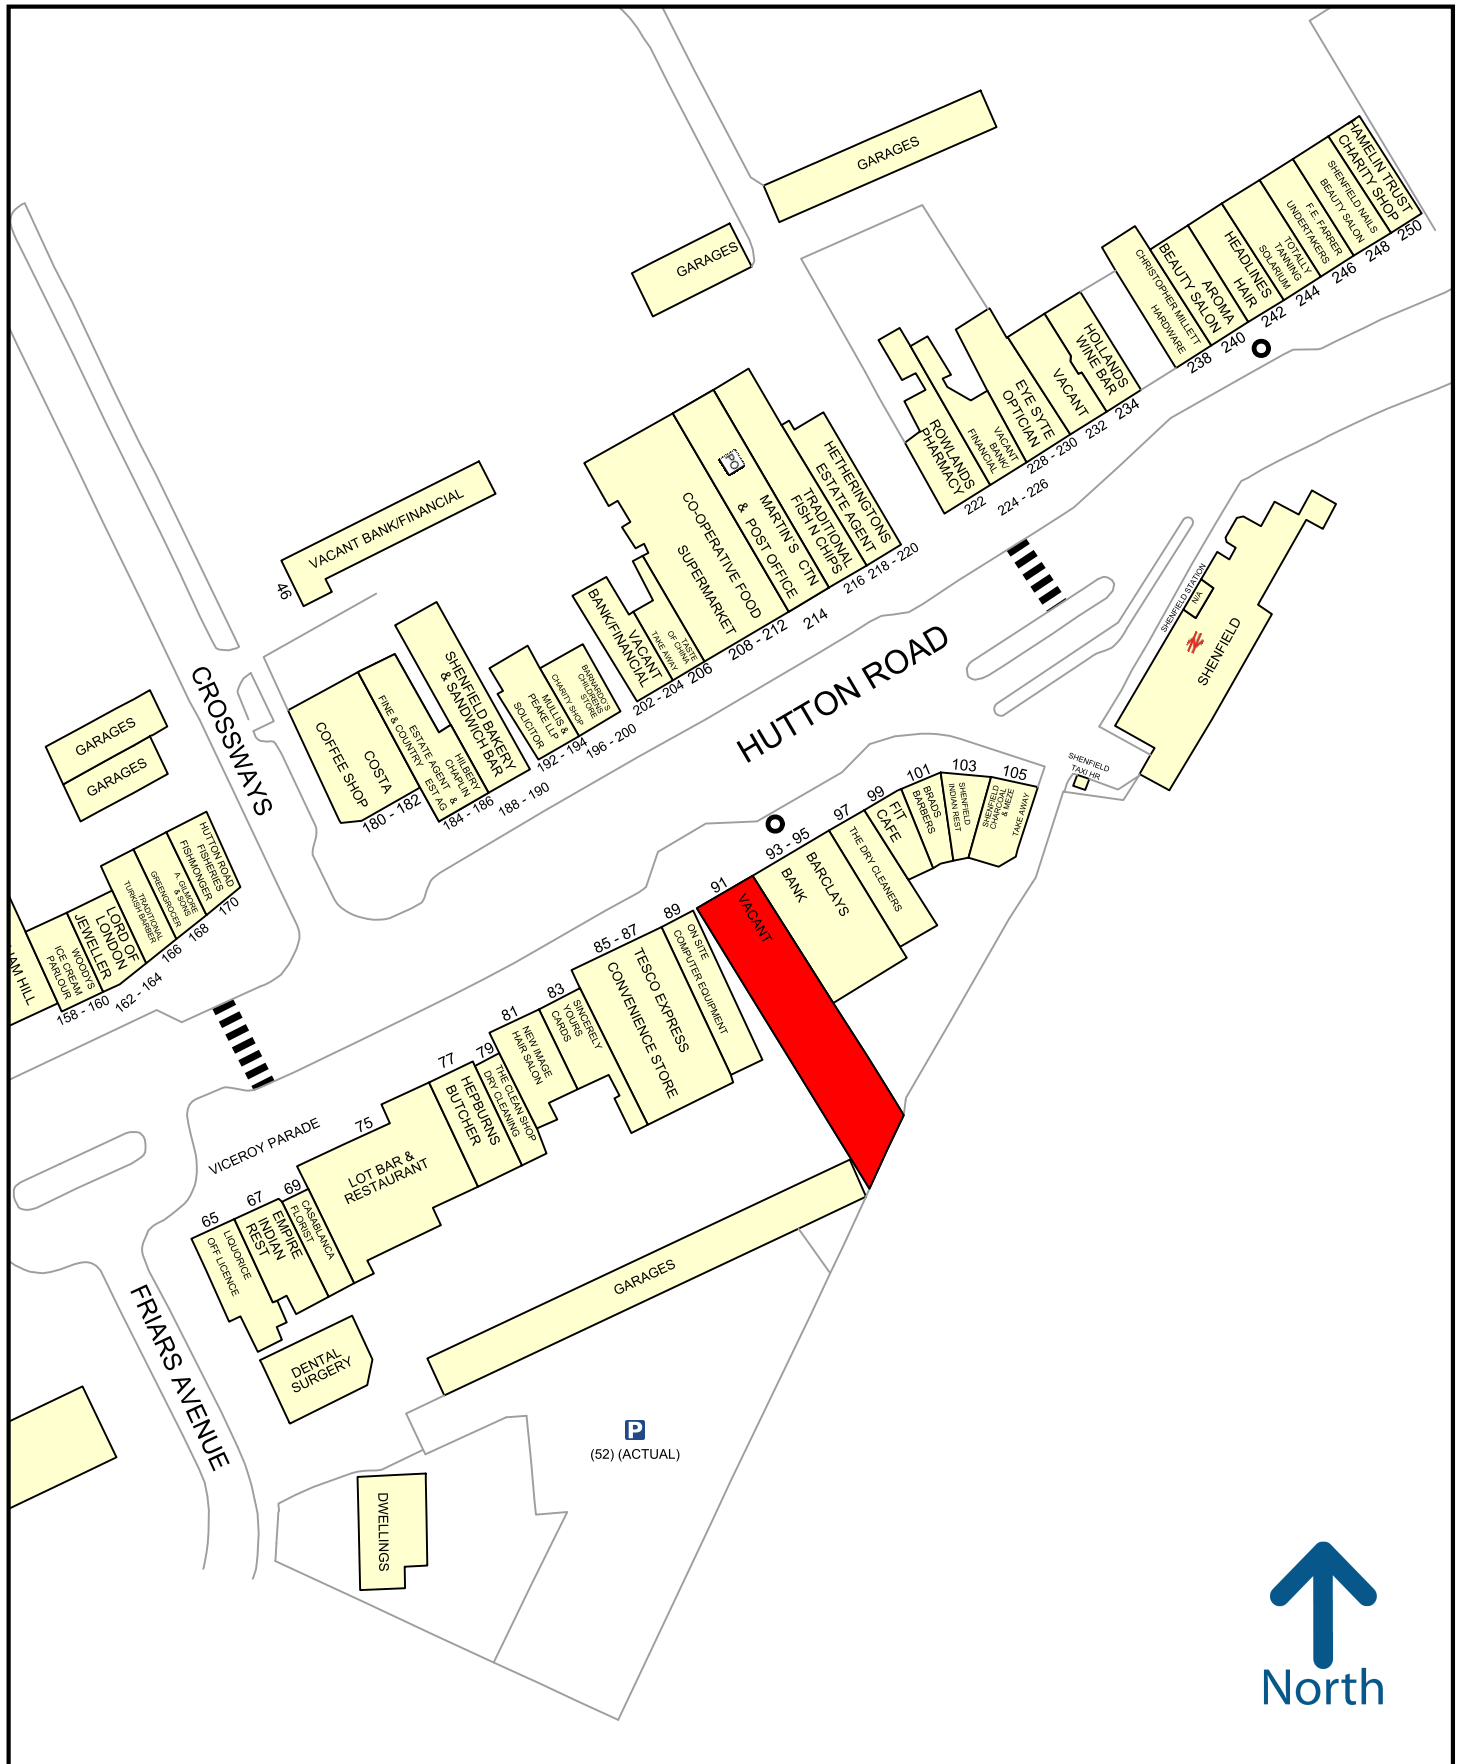 GARAGES
GARAGES
HAMELIN TRUST
CHARITY SHOP
250
SHENFIELD NAILS
BEAUTY SALON
248
F.E. FARRER
UNDERTAKERS
246
TOTALLY
TANNING
SOLARIUM
244
HEADLINES
HAIR
242
AROMA
BEAUTY SALON
240
CHRISTOPHER MILLETT
HARDWARE
238
HOLLANDS
WINE BAR
234
VACANT
232
EYE SYTE
OPTICIAN
228 - 230
VACANT
BANK/
FINANCIAL
224 - 226
ROWLANDS
PHARMACY
222
HETHERINGTONS
ESTATE AGENT
218 - 220
TRADITIONAL
FISH N CHIPS
216
PO
MARTIN'S CTN
& POST OFFICE
214
CO-OPERATIVE FOOD
SUPERMARKET
208 - 212
TASTE
OF CHINA
TAKE AWAY
206
VACANT
BANK/FINANCIAL
202 - 204
BARNARDO'S
CHILDRENS
STORE
CHARITY SHOP
196 - 200
MULLIS &
PEAKE LLP
SOLICITOR
192 - 194
SHENFIELD BAKERY
& SANDWICH BAR
188 - 190
HILBERY
CHAPLIN
EST AG
ESTATE AGENT &
FINE & COUNTRY
184 - 186
COSTA
COFFEE SHOP
180 - 182
VACANT BANK/FINANCIAL
46
CROSSWAYS
HUTTON ROAD
SHENFIELD STATION
N/A
SHENFIELD
SHENFIELD
TAXI HR
GARAGES
GARAGES
HUTTON ROAD
FISHERIES
FISHMONGER
170
A. GILMORE
& SONS
GREENGROCER
168
TRADITIONAL
TURKISH BARBER
166
LORD OF
LONDON
JEWELLER
162 - 164
WOODYS
ICE CREAM
PARLOUR
158 - 160
AM HILL
105
SHENFIELD
CHARCOAL
& MEZE
TAKE AWAY
103
SHENFIELD
INDIAN REST
101
BRADS
BARBERS
99
FIT
CAFE
97
THE DRY CLEANERS
93 - 95
BARCLAYS
BANK
91
VACANT
89
ON SITE
COMPUTER EQUIPMENT
85 - 87
TESCO EXPRESS
CONVENIENCE STORE
83
SINCERELY
YOURS
CARDS
81
NEW IMAGE
HAIR SALON
79
THE CLEAN SHOP
DRY CLEANING
77
HEPBURNS
BUTCHER
75
LOT BAR &
RESTAURANT
VICEROY PARADE
69
CASABLANCA
FLORIST
67
EMPIRE
INDIAN
REST
65
LIQUORICE
OFF LICENCE
DENTAL
SURGERY
FRIARS AVENUE
GARAGES
P
(52) (ACTUAL)
DWELLINGS
North